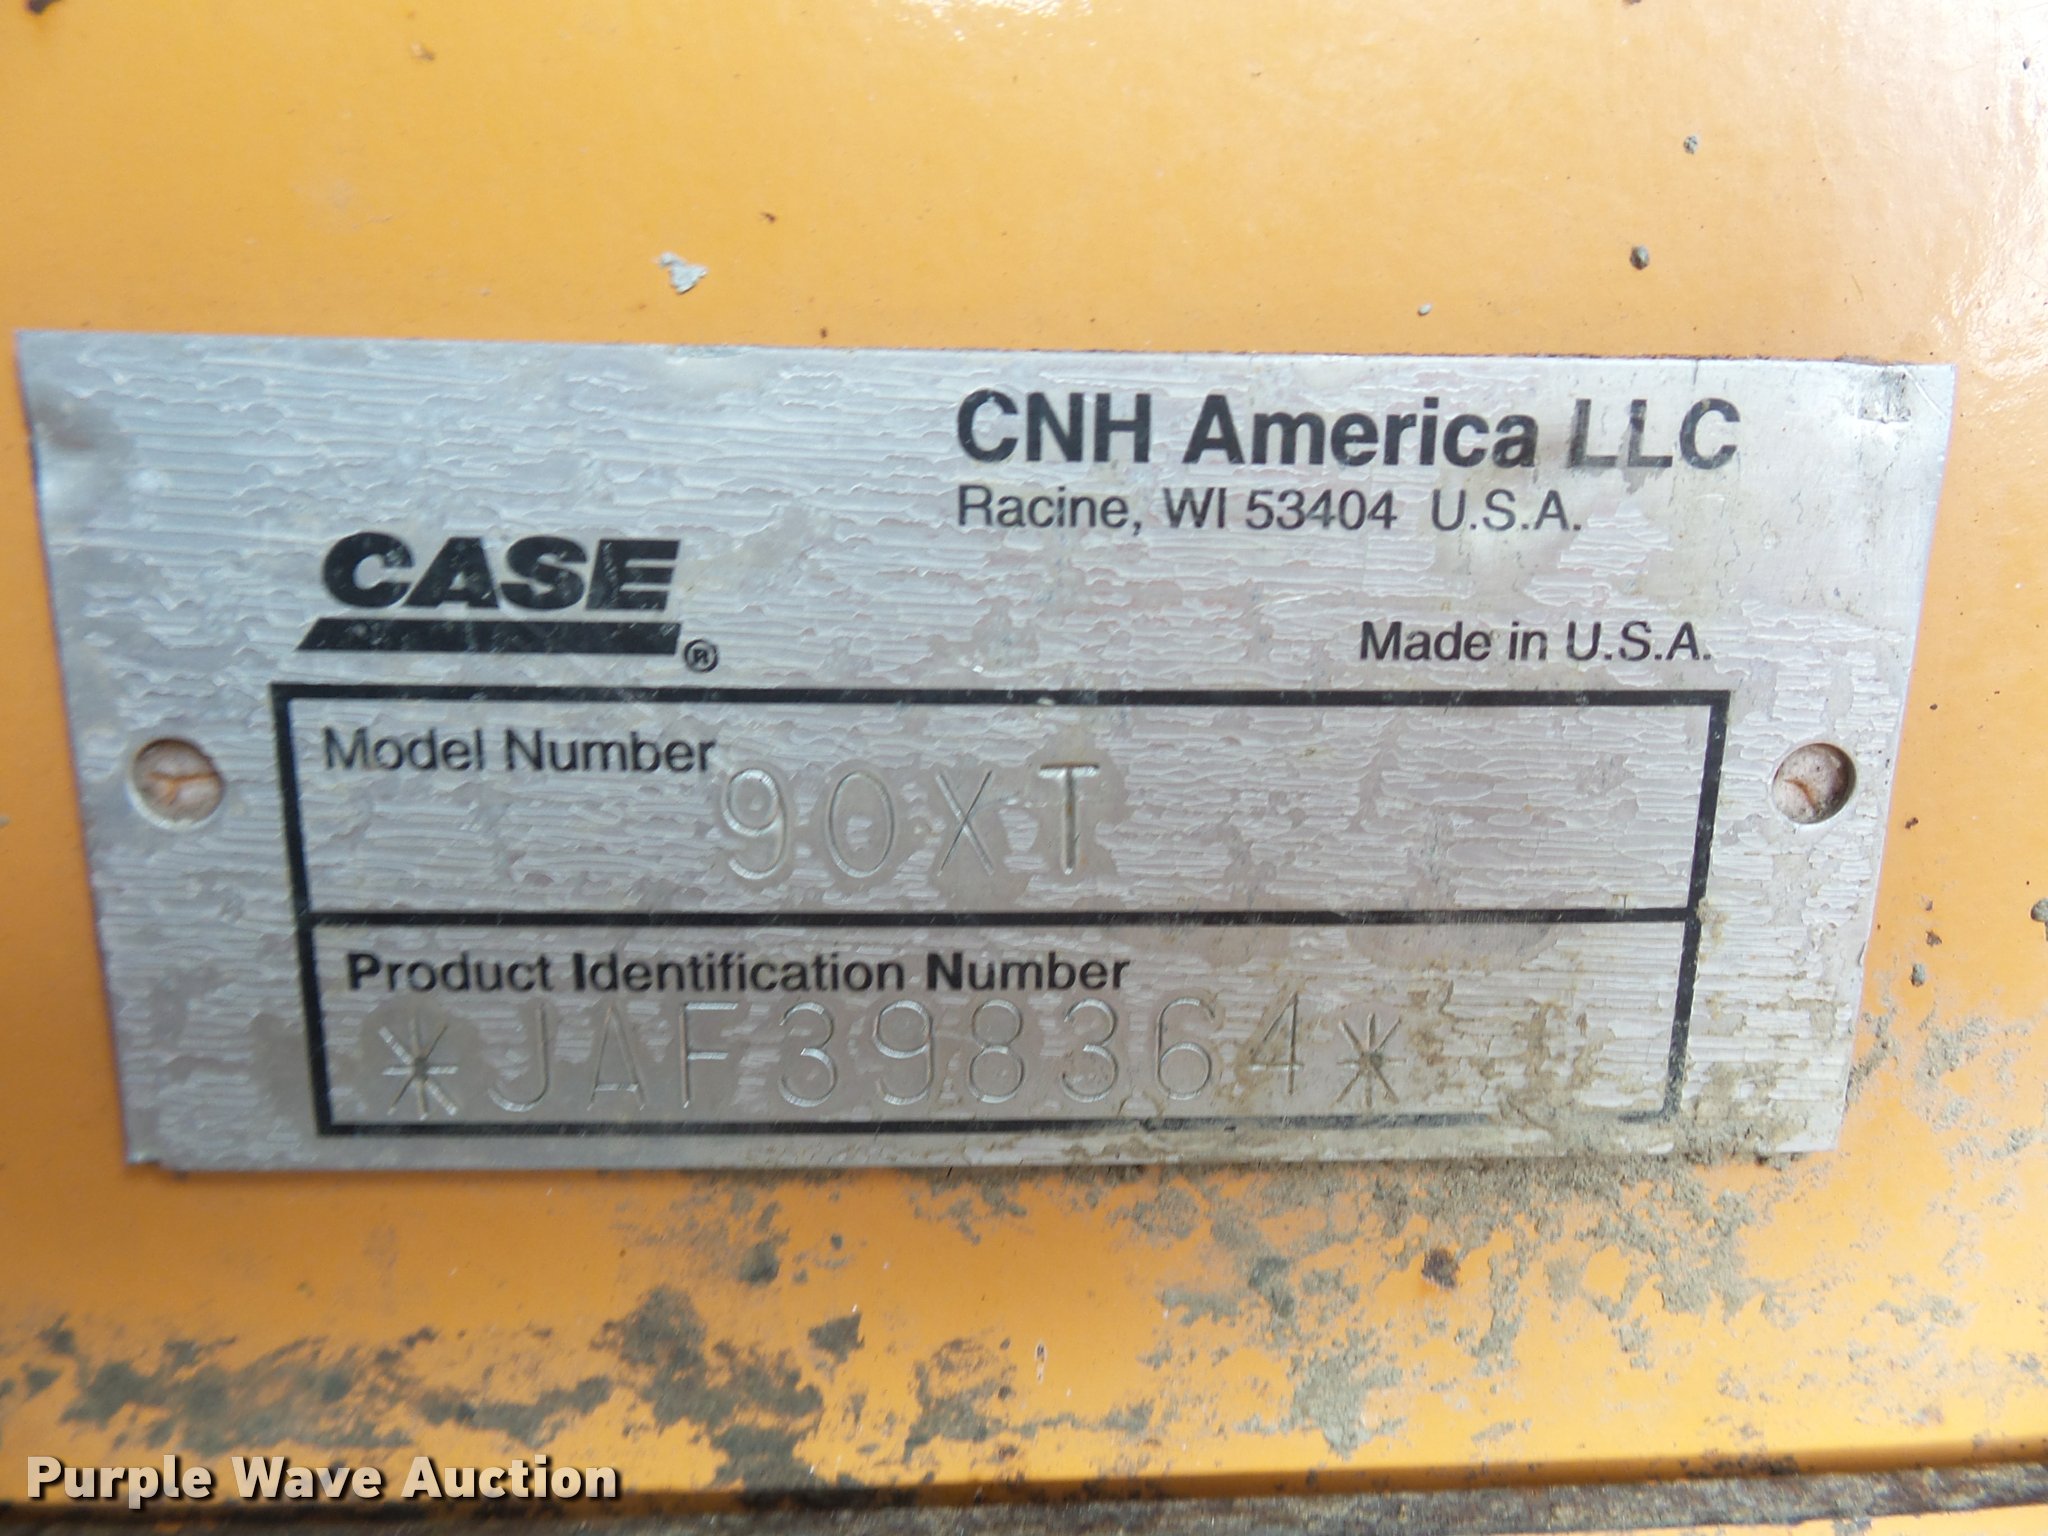 CNH America LLC
Racine, WI 53404 U.S.A.
CASE ®
Made in U.S.A.
Model Number
90XT
Product Identification Number
*JAF398364*
Purple Wave Auction